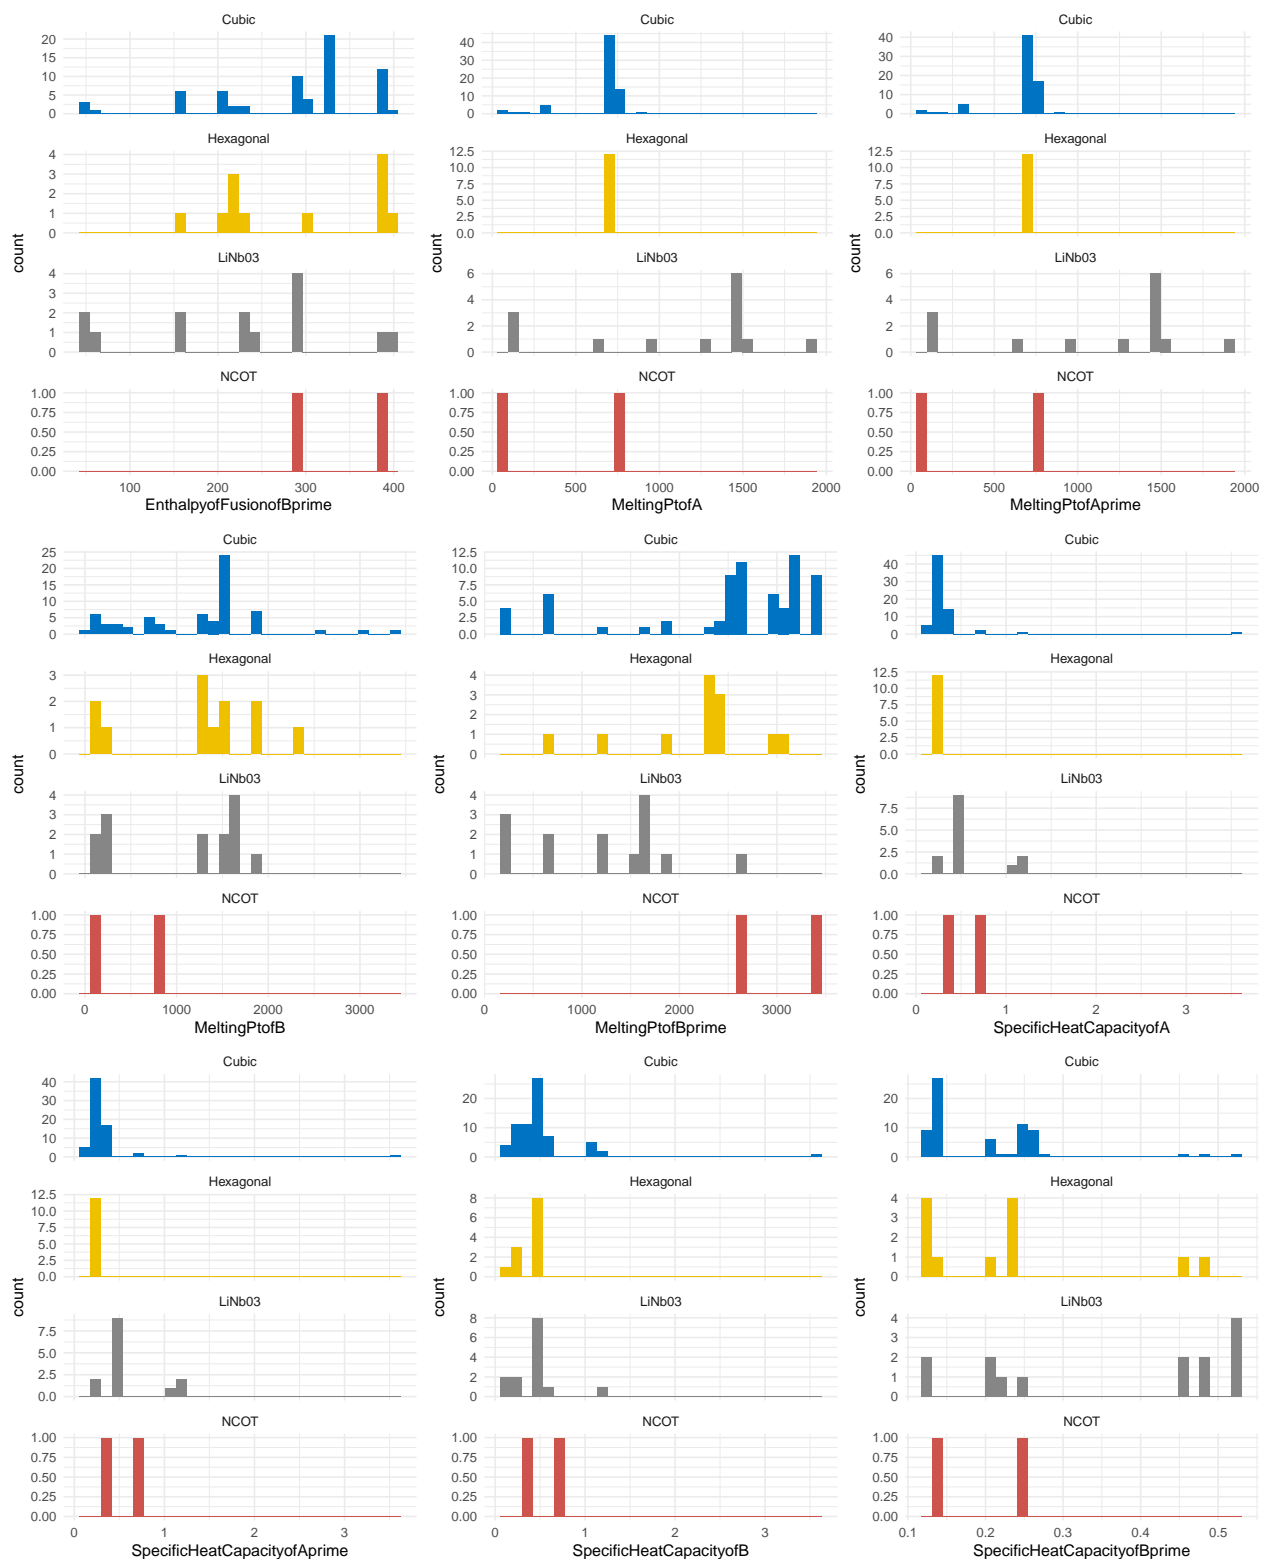 Cubic
20
15
10
5
0
Hexagonal
4
3
2
1
0
LiNb03
4
3
2
1
0
NCOT
1.00
0.75
0.50
0.25
0.00
100 200 300 400
EnthalpyofFusionofBprime
count
Cubic
40
30
20
10
0
Hexagonal
12.5
10.0
7.5
5.0
2.5
0.0
LiNb03
6
4
2
0
NCOT
1.00
0.75
0.50
0.25
0.00
0 500 1000 1500 2000
MeltingPtofA
count
Cubic
40
30
20
10
0
Hexagonal
12.5
10.0
7.5
5.0
2.5
0.0
LiNb03
6
4
2
0
NCOT
1.00
0.75
0.50
0.25
0.00
0 500 1000 1500 2000
MeltingPtofAprime
count
Cubic
25
20
15
10
5
0
Hexagonal
3
2
1
0
LiNb03
4
3
2
1
0
NCOT
1.00
0.75
0.50
0.25
0.00
0 1000 2000 3000
MeltingPtofB
count
Cubic
12.5
10.0
7.5
5.0
2.5
0.0
Hexagonal
4
3
2
1
0
LiNb03
4
3
2
1
0
NCOT
1.00
0.75
0.50
0.25
0.00
0 1000 2000 3000
MeltingPtofBprime
count
Cubic
40
30
20
10
0
Hexagonal
12.5
10.0
7.5
5.0
2.5
0.0
LiNb03
7.5
5.0
2.5
0.0
NCOT
1.00
0.75
0.50
0.25
0.00
0 1 2 3
SpecificHeatCapacityofA
count
Cubic
40
30
20
10
0
Hexagonal
12.5
10.0
7.5
5.0
2.5
0.0
LiNb03
7.5
5.0
2.5
0.0
NCOT
1.00
0.75
0.50
0.25
0.00
0 1 2 3
SpecificHeatCapacityofAprime
count
Cubic
20
10
0
Hexagonal
8
6
4
2
0
LiNb03
8
6
4
2
0
NCOT
1.00
0.75
0.50
0.25
0.00
0 1 2 3
SpecificHeatCapacityofB
count
Cubic
20
10
0
Hexagonal
4
3
2
1
0
LiNb03
4
3
2
1
0
NCOT
1.00
0.75
0.50
0.25
0.00
0.1 0.2 0.3 0.4 0.5
SpecificHeatCapacityofBprime
count